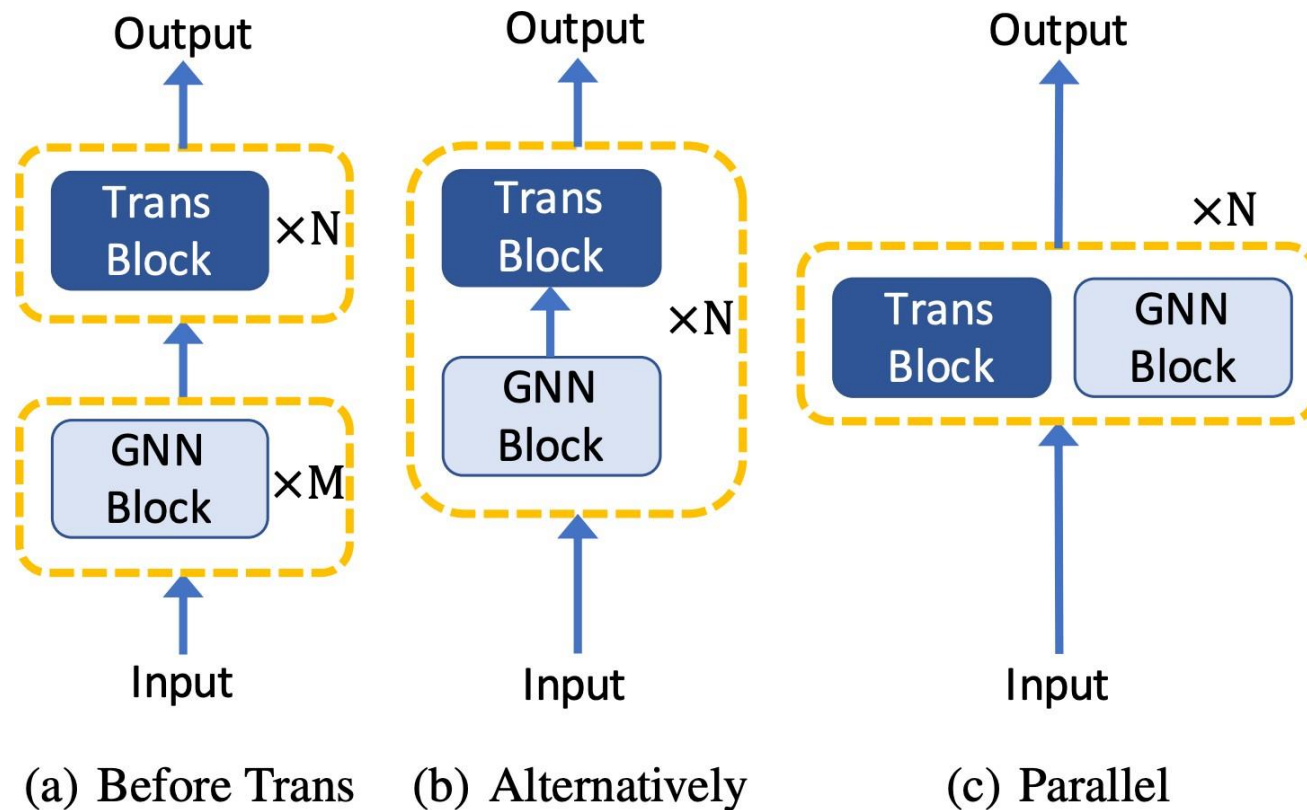 Output
Trans
Block
×N
GNN
Block
×M
Input
(a) Before Trans
Output
Trans
Block
GNN
Block
×N
Input
(b) Alternatively
Output
×N
Trans
Block
GNN
Block
Input
(c) Parallel